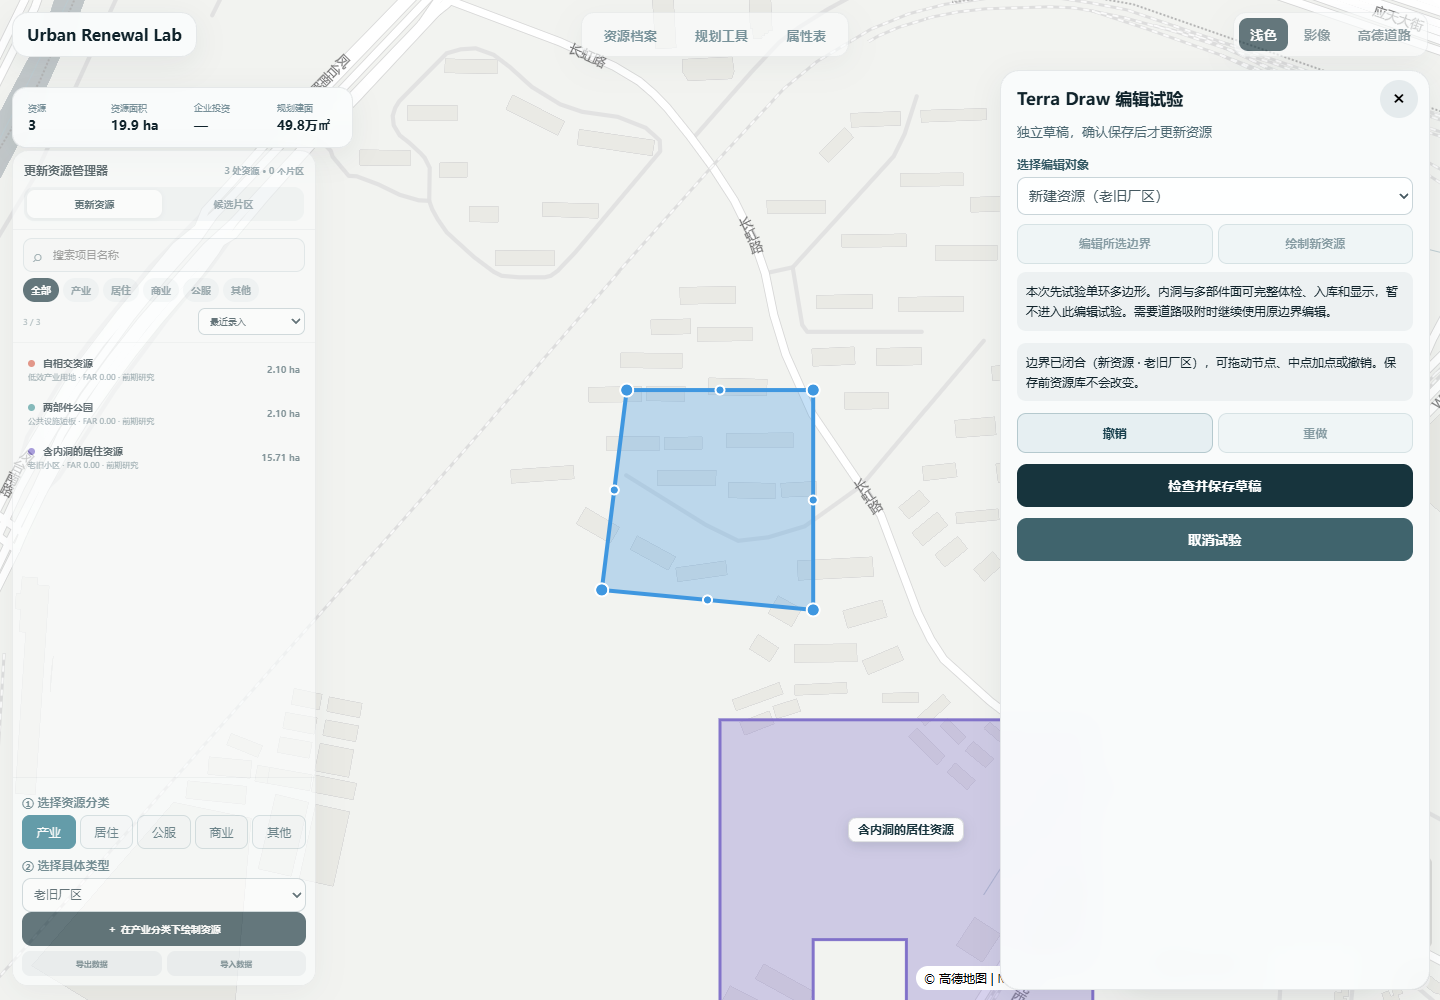 Urban Renewal Lab
资源档案
规划工具
属性表
浅色
影像
高德道路
应天大街
凤台南路
长虹路
资源
3
资源面积
19.9 ha
企业投资
—
规划建面
49.8万㎡
更新资源管理器
3 处资源 • 0 个片区
更新资源
候选片区
搜索项目名称
全部
产业
居住
商业
公服
其他
3 / 3
最近录入
自相交资源
低效产业用地 · FAR 0.00 · 前期研究
2.10 ha
两部件公园
公共设施短板 · FAR 0.00 · 前期研究
2.10 ha
含内洞的居住资源
老旧小区 · FAR 0.00 · 前期研究
15.71 ha
① 选择资源分类
产业
居住
公服
商业
其他
② 选择具体类型
老旧厂区
+ 在产业分类下绘制资源
导出数据
导入数据
长虹路
长虹路
含内洞的居住资源
© 高德地图 |
Terra Draw 编辑试验
×
独立草稿，确认保存后才更新资源
选择编辑对象
新建资源（老旧厂区）
编辑所选边界
绘制新资源
本次先试验单环多边形。内洞与多部件面可完整体检、入库和显示，暂
不进入此编辑试验。需要道路吸附时继续使用原边界编辑。
边界已闭合（新资源 · 老旧厂区），可拖动节点、中点加点或撤销。保
存前资源库不会改变。
撤销
重做
检查并保存草稿
取消试验